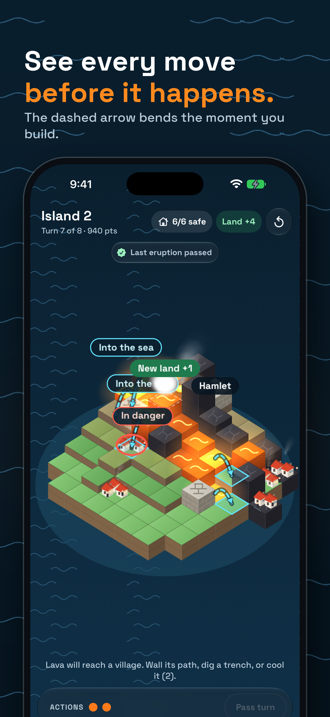 See every move
before it happens.
The dashed arrow bends the moment you
build.
9:41
Island 2
Turn 7 of 8 · 940 pts
6/6 safe
Land +4
Last eruption passed
Into the sea
New land +1
Into the
Hamlet
In danger
Lava will reach a village. Wall its path, dig a trench, or cool
it (2).
ACTIONS
Pass turn